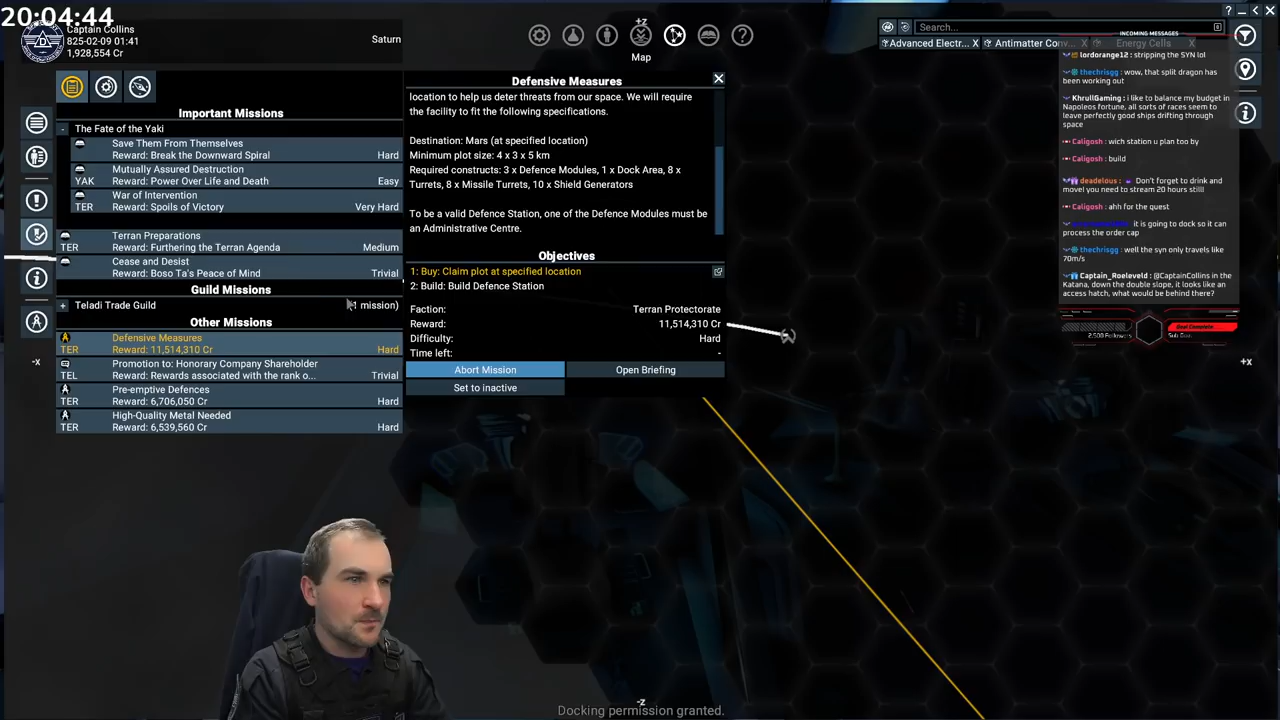 20:04:44
Captain Collins
825-02-09 01:41
1,928,554 Cr
Saturn
+Z
Map
?
Search...
Advanced Electr... X
Antimatter Con... X
Energy Cells X
Important Missions
- The Fate of the Yaki
Save Them From Themselves
Reward: Break the Downward Spiral Hard
Mutually Assured Destruction
YAK Reward: Power Over Life and Death Easy
War of Intervention
TER Reward: Spoils of Victory Very Hard
Terran Preparations
TER Reward: Furthering the Terran Agenda Medium
Cease and Desist
Reward: Boso Ta's Peace of Mind Trivial
Guild Missions
+ Teladi Trade Guild (1 mission)
Other Missions
Defensive Measures
TER Reward: 11,514,310 Cr Hard
Promotion to: Honorary Company Shareholder
TEL Reward: Rewards associated with the rank o... Trivial
Pre-emptive Defences
TER Reward: 6,706,050 Cr Hard
High-Quality Metal Needed
TER Reward: 6,539,560 Cr Hard
Defensive Measures
X
location to help us deter threats from our space. We will require
the facility to fit the following specifications.
Destination: Mars (at specified location)
Minimum plot size: 4 x 3 x 5 km
Required constructs: 3 x Defence Modules, 1 x Dock Area, 8 x
Turrets, 8 x Missile Turrets, 10 x Shield Generators
To be a valid Defence Station, one of the Defence Modules must be
an Administrative Centre.
Objectives
1: Buy: Claim plot at specified location
2: Build: Build Defence Station
Faction: Terran Protectorate
Reward: 11,514,310 Cr
Difficulty: Hard
Time left: -
Abort Mission
Open Briefing
Set to inactive
INCOMING MESSAGES
lordorange12 : stripping the SYN lol
thechrisgg : wow, that split dragon has
been working out
KhrullGaming : i like to balance my budget in
Napoleos fortune, all sorts of races seem to
leave perfectly good ships drifting through
space
Caligosh : wich station u plan too by
Caligosh : build
deadelous : Don't forget to drink and
move! you need to stream 20 hours still!
Caligosh : ahh for the quest
it is going to dock so it can
process the order cap
thechrisgg : well the syn only travels like
70m/s
Captain_Roeleveld : @CaptainCollins in the
Katana, down the double slope, it looks like an
access hatch, what would be behind there?
2,500 Followers
Goal Complete
Sub Goal
-X
+X
-Z
Docking permission granted.